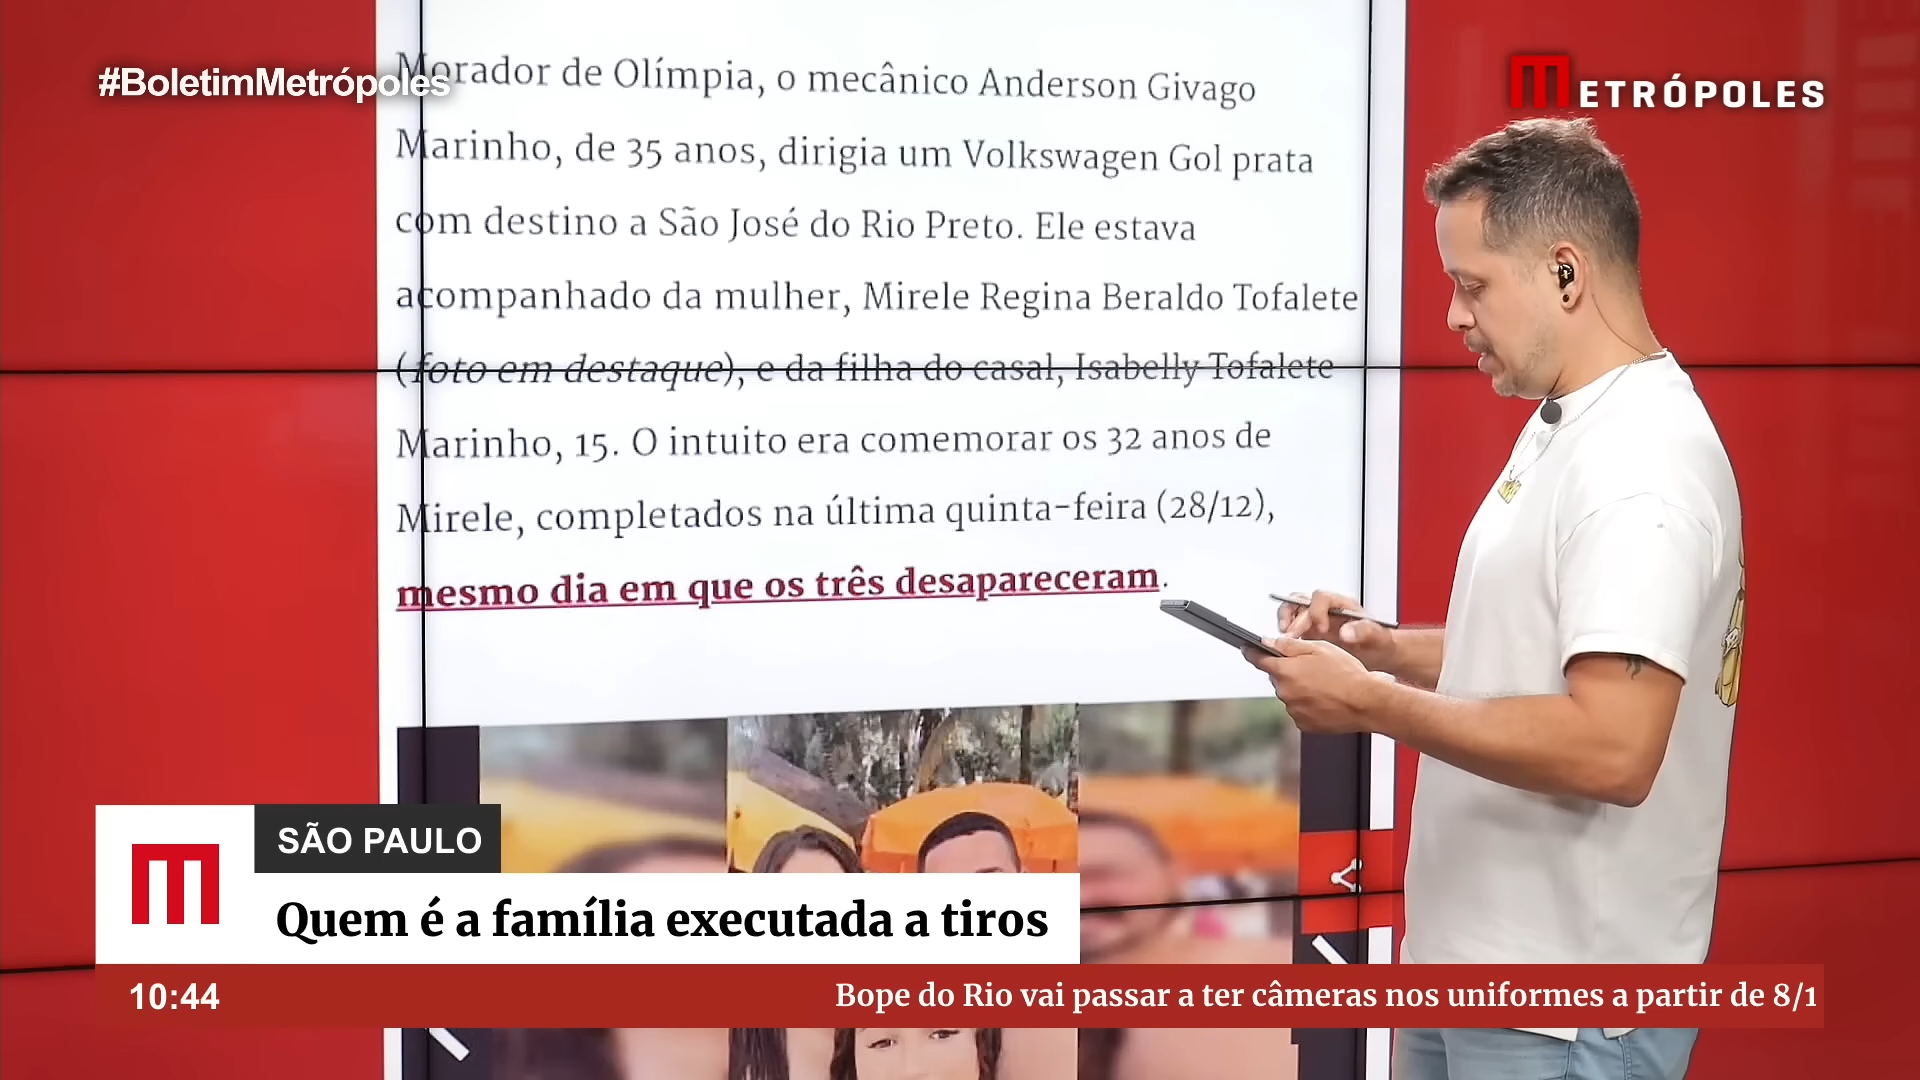 #BoletimMetrópoles
METRÓPOLES
Morador de Olímpia, o mecânico Anderson Givago
Marinho, de 35 anos, dirigia um Volkswagen Gol prata
com destino a São José do Rio Preto. Ele estava
acompanhado da mulher, Mirele Regina Beraldo Tofalete
(foto em destaque), e da filha do casal, Isabelly Tofalete
Marinho, 15. O intuito era comemorar os 32 anos de
Mirele, completados na última quinta-feira (28/12),
mesmo dia em que os três desapareceram.
M
SÃO PAULO
Quem é a família executada a tiros
10:44
Bope do Rio vai passar a ter câmeras nos uniformes a partir de 8/1